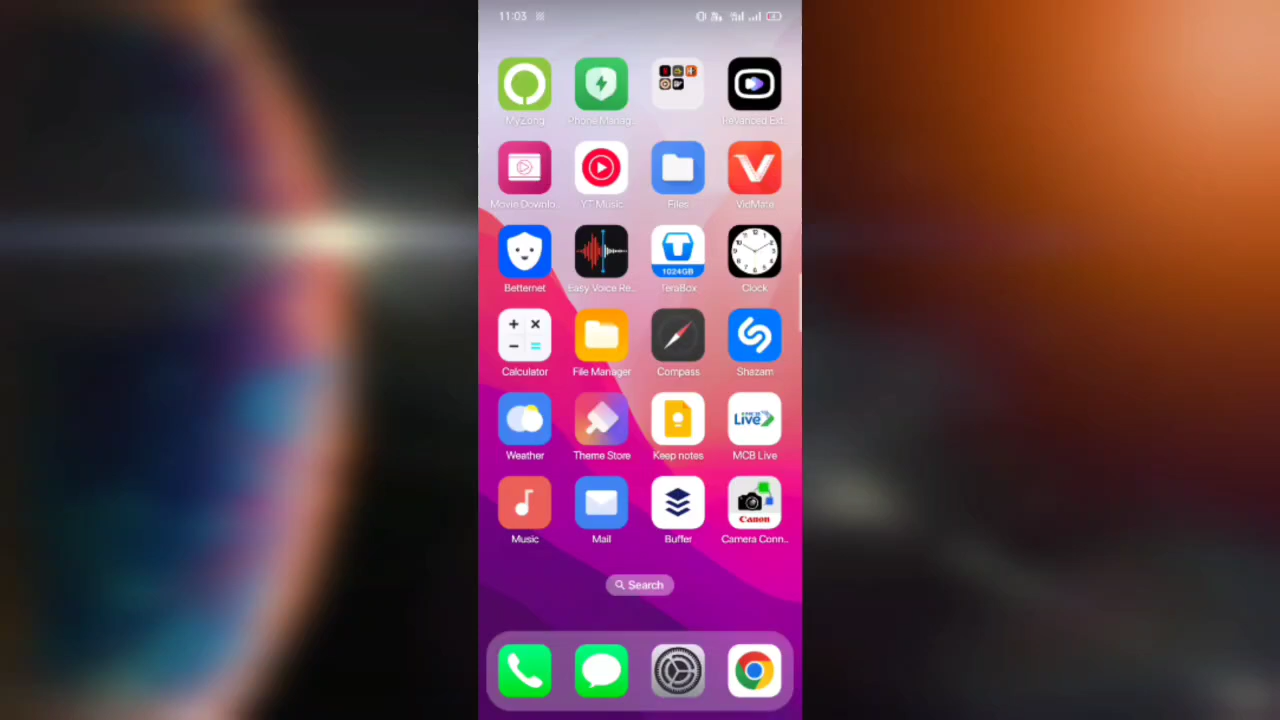 11:03
MyZong Phone Manag.. ReVanced Ext..
Movie Downlo.. YT Music Files VidMate
1024GB
Betternet Easy Voice Re.. TeraBox Clock
Calculator File Manager Compass Shazam
Live
Weather Theme Store Keep notes MCB Live
Canon
Music Mail Buffer Camera Conn..
Search